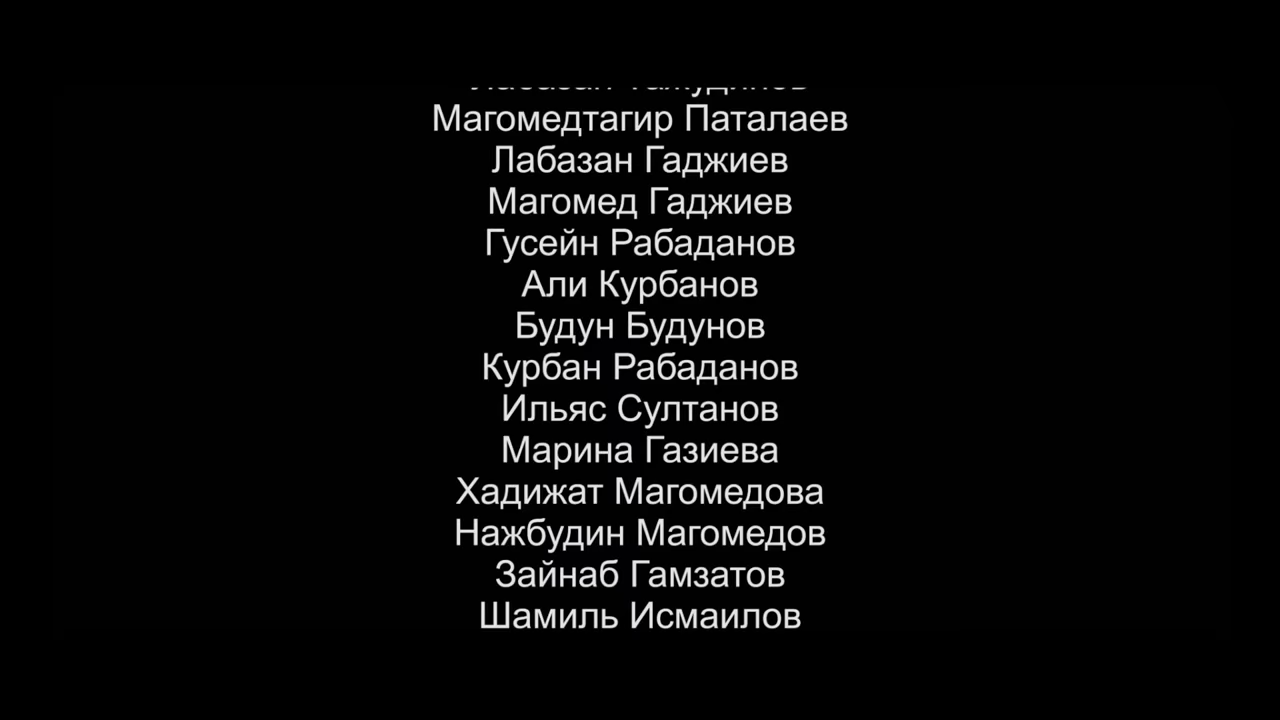 Магомедтагир Паталаев
Лабазан Гаджиев
Магомед Гаджиев
Гусейн Рабаданов
Али Курбанов
Будун Будунов
Курбан Рабаданов
Ильяс Султанов
Марина Газиева
Хадижат Магомедова
Нажбудин Магомедов
Зайнаб Гамзатов
Шамиль Исмаилов